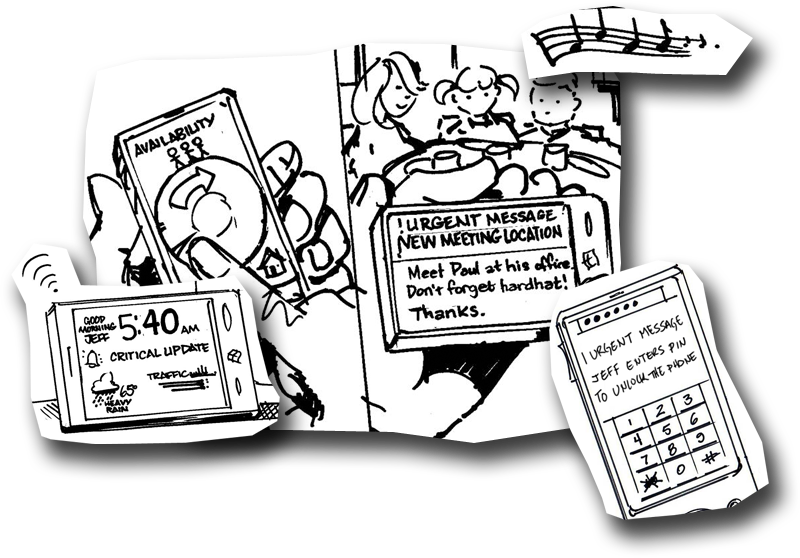 AVAILABILITY
! URGENT MESSAGE !
NEW MEETING LOCATION
Meet Paul at his office.
Don't forget hardhat!
Thanks.
GOOD
MORNING
JEFF
5:40 AM
CRITICAL UPDATE
TRAFFIC
65°
HEAVY
RAIN
1 URGENT MESSAGE
JEFF ENTERS PIN
TO UNLOCK THE PHONE
1 2 3
4 5 6
7 8 9
* 0 #